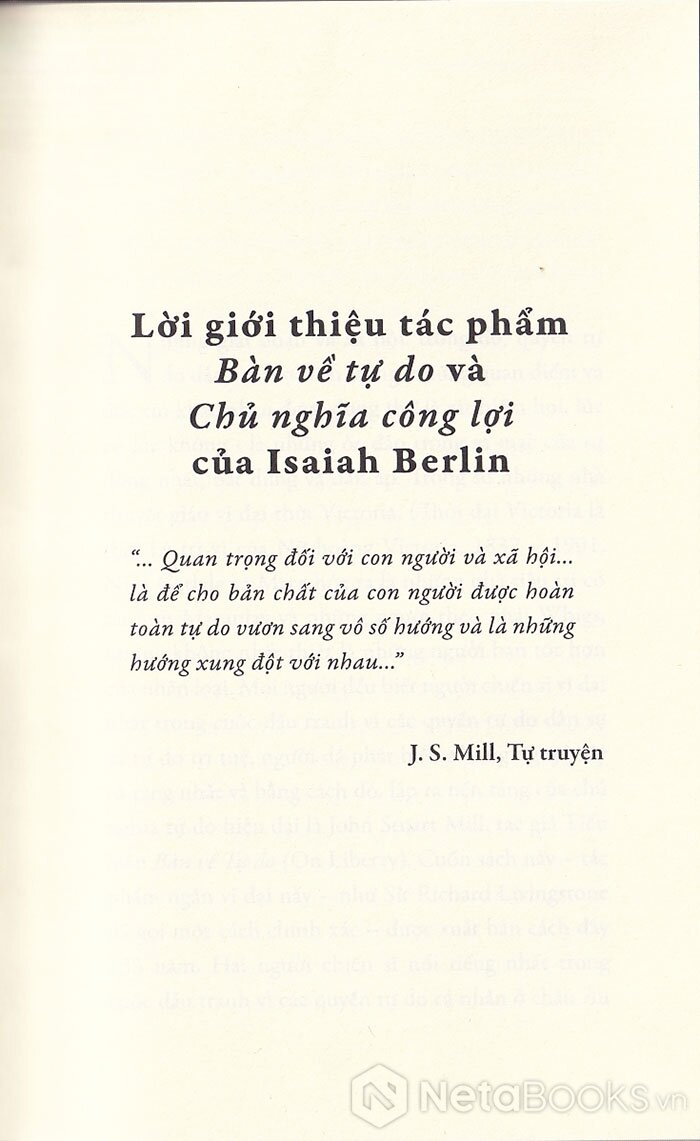 Lời giới thiệu tác phẩm
Bàn về tự do và
Chủ nghĩa công lợi
của Isaiah Berlin
“... Quan trọng đối với con người và xã hội...
là để cho bản chất của con người được hoàn
toàn tự do vươn sang vô số hướng và là những
hướng xung đột với nhau...”
J. S. Mill, Tự truyện
NetaBooks.vn